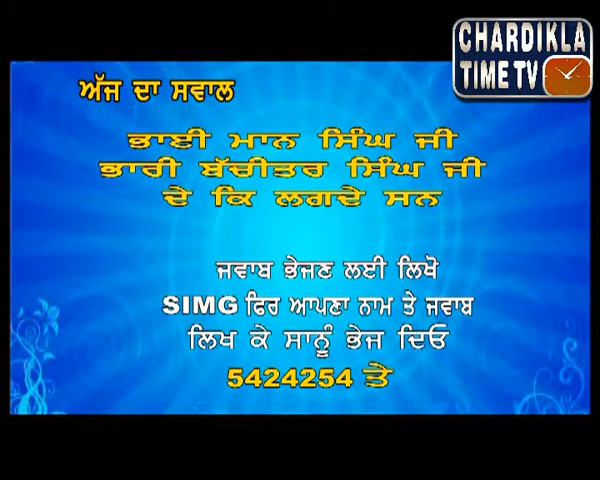 CHARDIKLA
TIME TV
ਅੱਜ ਦਾ ਸਵਾਲ
ਭਾਈ ਮਾਨ ਸਿੰਘ ਜੀ
ਭਾਰੀ ਬੱਚੀਤਰ ਸਿੰਘ ਜੀ
ਦੇ ਕਿ ਲਗਦੇ ਸਨ
ਜਵਾਬ ਭੇਜਣ ਲਈ ਲਿਖੋ
SIMG ਫਿਰ ਆਪਣਾ ਨਾਮ ਤੇ ਜਵਾਬ
ਲਿਖ ਕੇ ਸਾਨੂੰ ਭੇਜ ਦਿਓ
5424254 ਤੇ